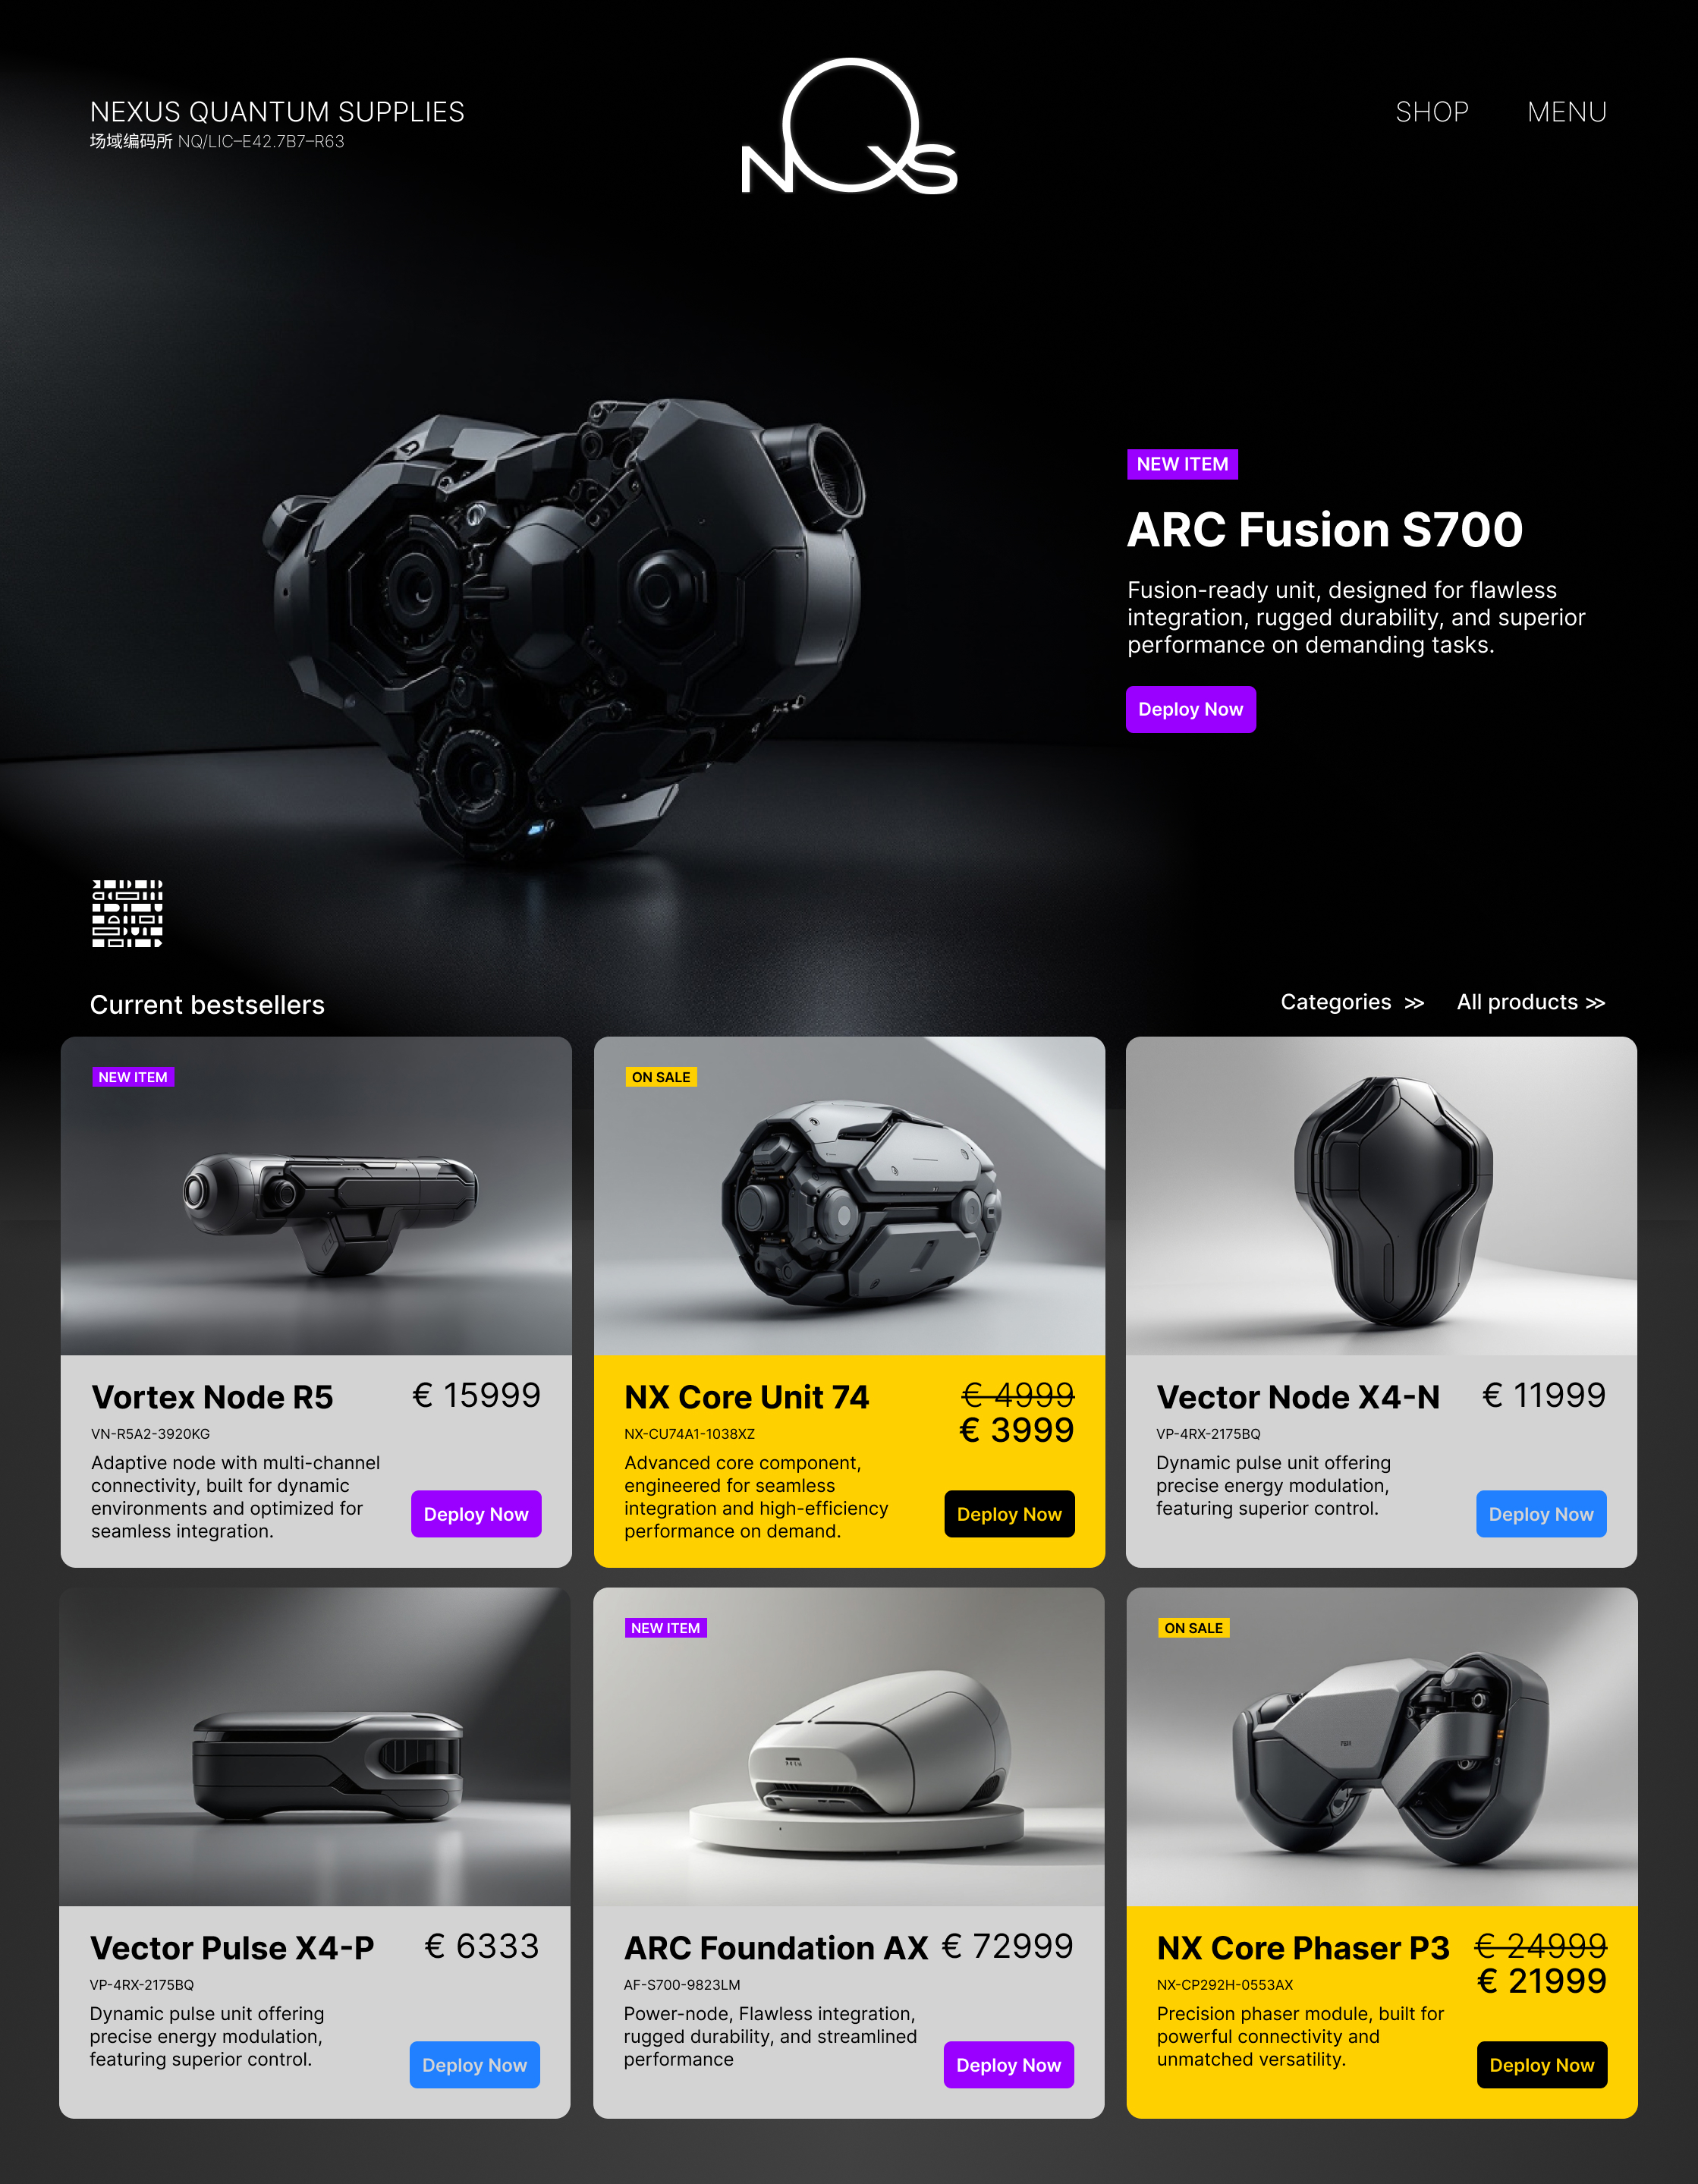 NEXUS QUANTUM SUPPLIES
场域编码所 NQ/LIC–E42.7B7–R63
NQXS
SHOP
MENU
NEW ITEM
ARC Fusion S700
Fusion-ready unit, designed for flawless
integration, rugged durability, and superior
performance on demanding tasks.
Deploy Now
Current bestsellers
Categories >>
All products >>
NEW ITEM
Vortex Node R5
€ 15999
VN-R5A2-3920KG
Adaptive node with multi-channel
connectivity, built for dynamic
environments and optimized for
seamless integration.
Deploy Now
ON SALE
NX Core Unit 74
€ 4999
€ 3999
NX-CU74A1-1038XZ
Advanced core component,
engineered for seamless
integration and high-efficiency
performance on demand.
Deploy Now
Vector Node X4-N
€ 11999
VP-4RX-2175BQ
Dynamic pulse unit offering
precise energy modulation,
featuring superior control.
Deploy Now
Vector Pulse X4-P
€ 6333
VP-4RX-2175BQ
Dynamic pulse unit offering
precise energy modulation,
featuring superior control.
Deploy Now
NEW ITEM
ARC Foundation AX
€ 72999
AF-S700-9823LM
Power-node, Flawless integration,
rugged durability, and streamlined
performance
Deploy Now
ON SALE
NX Core Phaser P3
€ 24999
€ 21999
NX-CP292H-0553AX
Precision phaser module, built for
powerful connectivity and
unmatched versatility.
Deploy Now